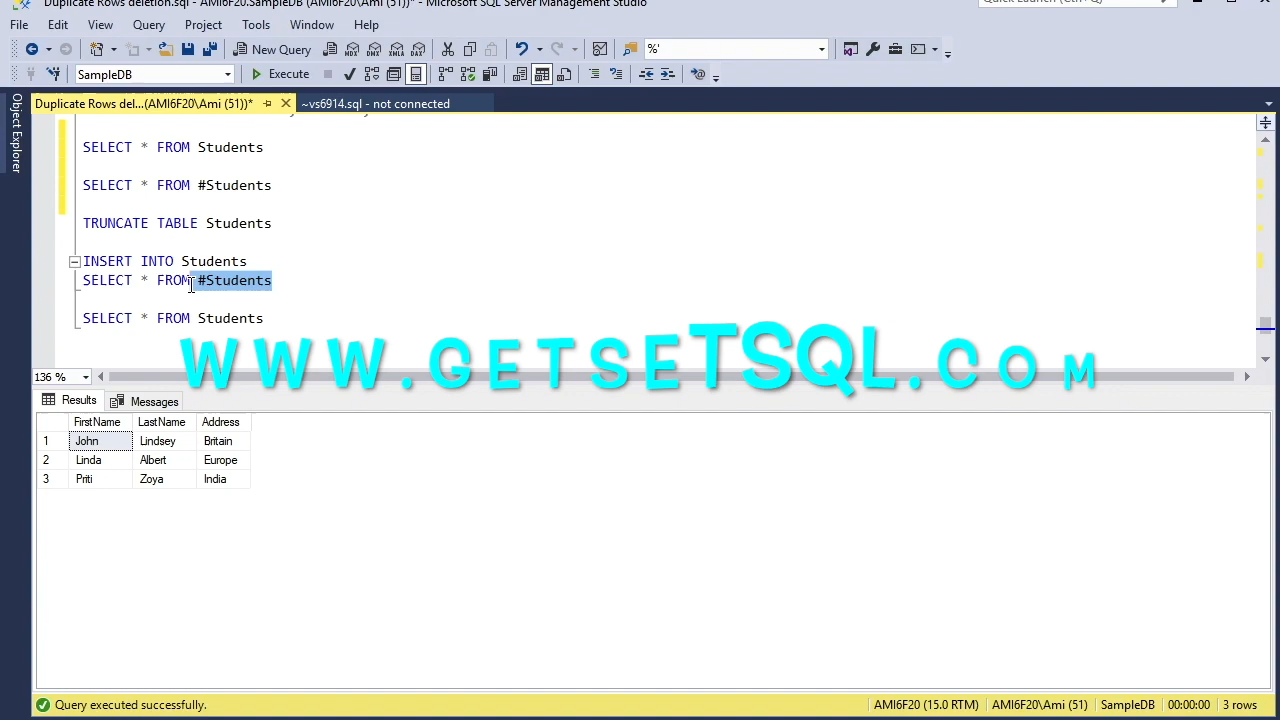 Duplicate Rows deletion.sql - AMI6F20.SampleDB (AMI6F20\Ami (51))* - Microsoft SQL Server Management Studio
Quick Launch (Ctrl+Q)
File Edit View Query Project Tools Window Help
New Query
%'
SampleDB
Execute
Duplicate Rows del...(AMI6F20\Ami (51))*
~vs6914.sql - not connected
Object Explorer
SELECT * FROM Students
SELECT * FROM #Students
TRUNCATE TABLE Students
INSERT INTO Students
SELECT * FROM #Students
SELECT * FROM Students
www.GETSETSQL.COM
136 %
Results Messages
FirstName LastName Address
1 John Lindsey Britain
2 Linda Albert Europe
3 Priti Zoya India
Query executed successfully.
AMI6F20 (15.0 RTM) AMI6F20\Ami (51) SampleDB 00:00:00 3 rows